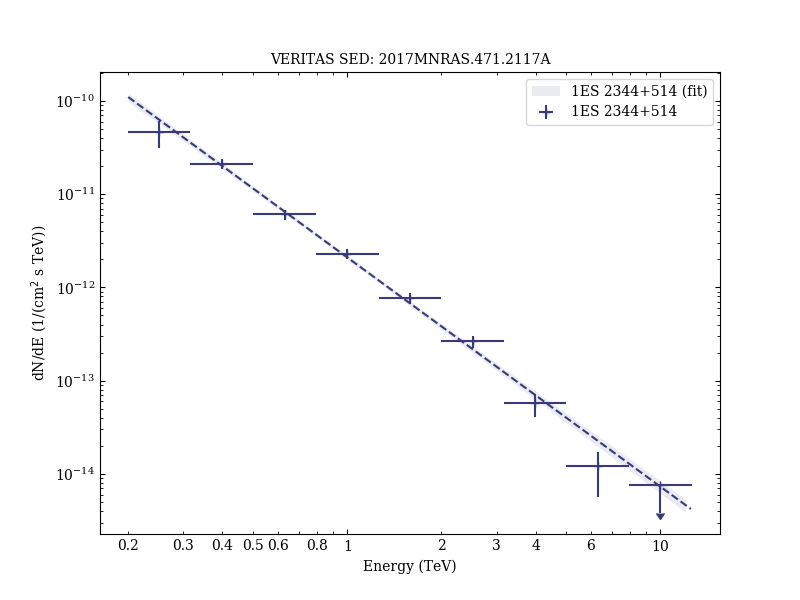 VERITAS SED: 2017MNRAS.471.2117A
1ES 2344+514 (fit)
1ES 2344+514
dN/dE (1/(cm² s TeV))
10⁻¹⁰
10⁻¹¹
10⁻¹²
10⁻¹³
10⁻¹⁴
0.2 0.3 0.4 0.5 0.6 0.8 1 2 3 4 6 10
Energy (TeV)